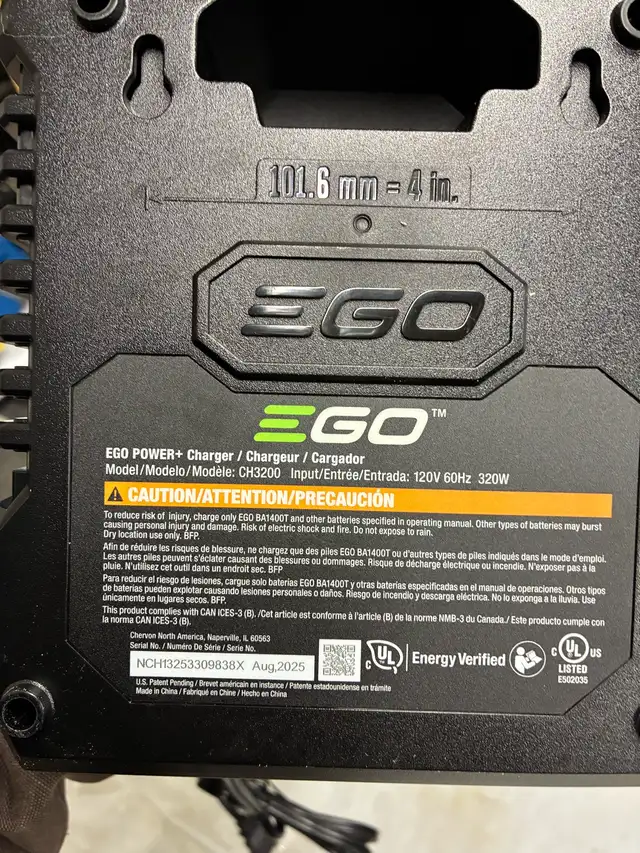 101.6 mm = 4 in.
EGO
EGO™
EGO POWER+ Charger / Chargeur / Cargador
Model/Modelo/Modèle: CH3200 Input/Entrée/Entrada: 120V 60Hz 320W
CAUTION/ATTENTION/PRECAUCIÓN
To reduce risk of injury, charge only EGO BA1400T and other batteries specified in operating manual. Other types of batteries may burst
causing personal injury and damage. Risk of electric shock and fire. Do not expose to rain.
Dry location use only. BFP.
Afin de réduire les risques de blessure, ne chargez que des piles EGO BA1400T ou d'autres types de piles indiqués dans le mode d'emploi.
Les autres piles peuvent s'éclater causant des blessures ou dommages. Risque de décharge électrique ou incendie. N'exposer pas à la
pluie. N'utilisez cet outil dans un endroit sec. BFP
Para reducir el riesgo de lesiones, cargue solo baterías EGO BA1400T y otras baterías especificadas en el manual de operaciones. Otros tipos
de baterías pueden explotar causando lesiones personales o daños. Riesgo de incendio y descarga eléctrica. No lo exponga a la lluvia. Use
únicamente en lugares secos. BFP
This product complies with CAN ICES-3 (B). /Cet article est conforme à l'article (B) de la norme NMB-3 du Canada./ Este producto cumple con
la norma CAN ICES-3 (B).
Chervon North America, Naperville, IL 60563
Serial No. / Numéro De Série / Serie No.
NCH13253309838X Aug,2025
C UL Energy Verified C UL US
LISTED
E502035
U.S. Patent Pending / Brevet américain en instance / Patente estadounidense en trámite
Made in China / Fabriqué en Chine / Hecho en China